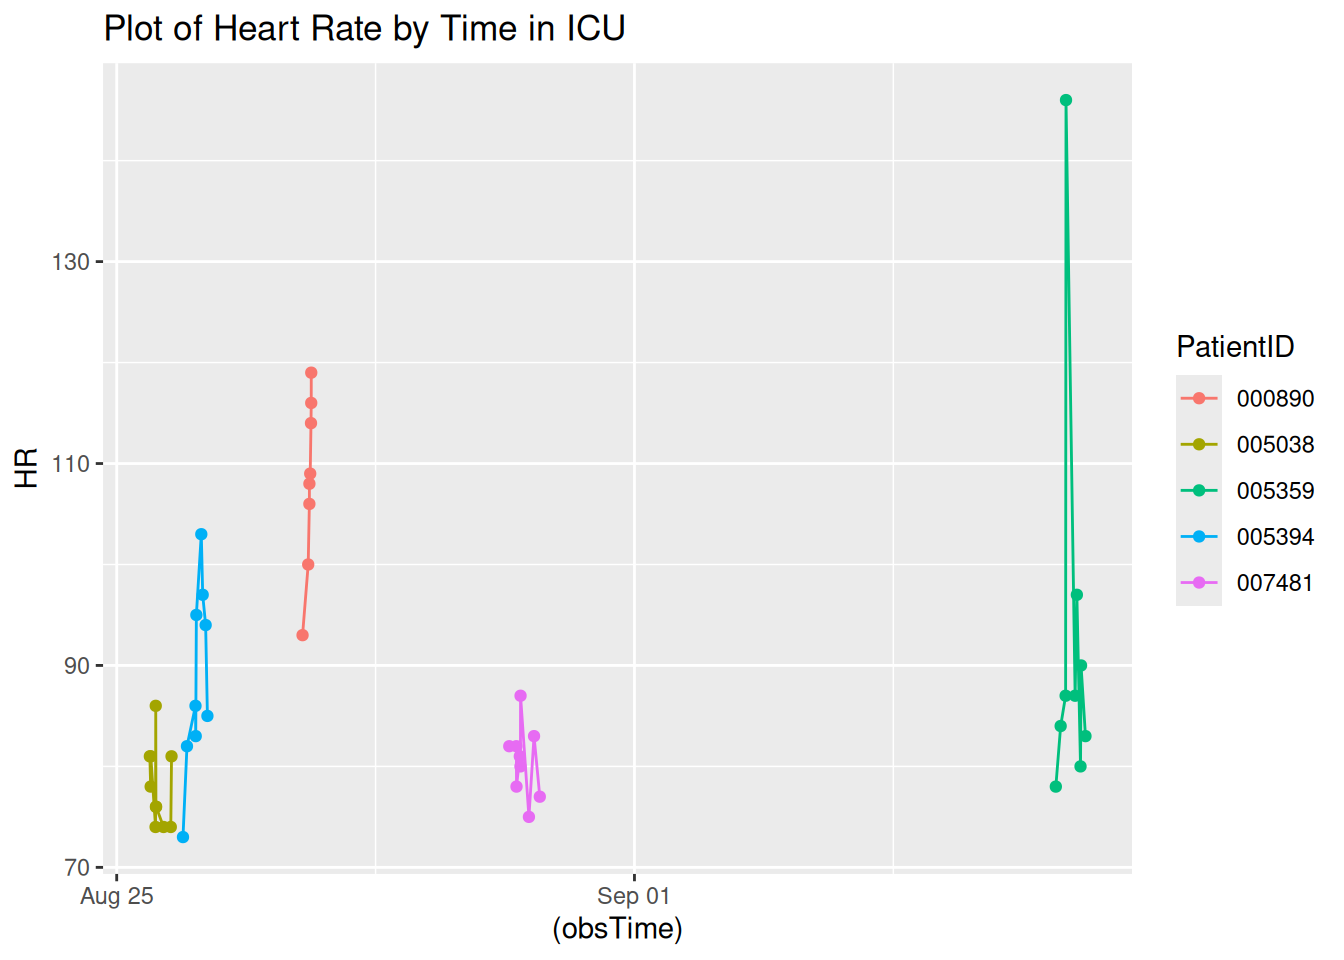 Plot of Heart Rate by Time in ICU
130
110
90
70
HR
Aug 25
Sep 01
(obsTime)
PatientID
000890
005038
005359
005394
007481